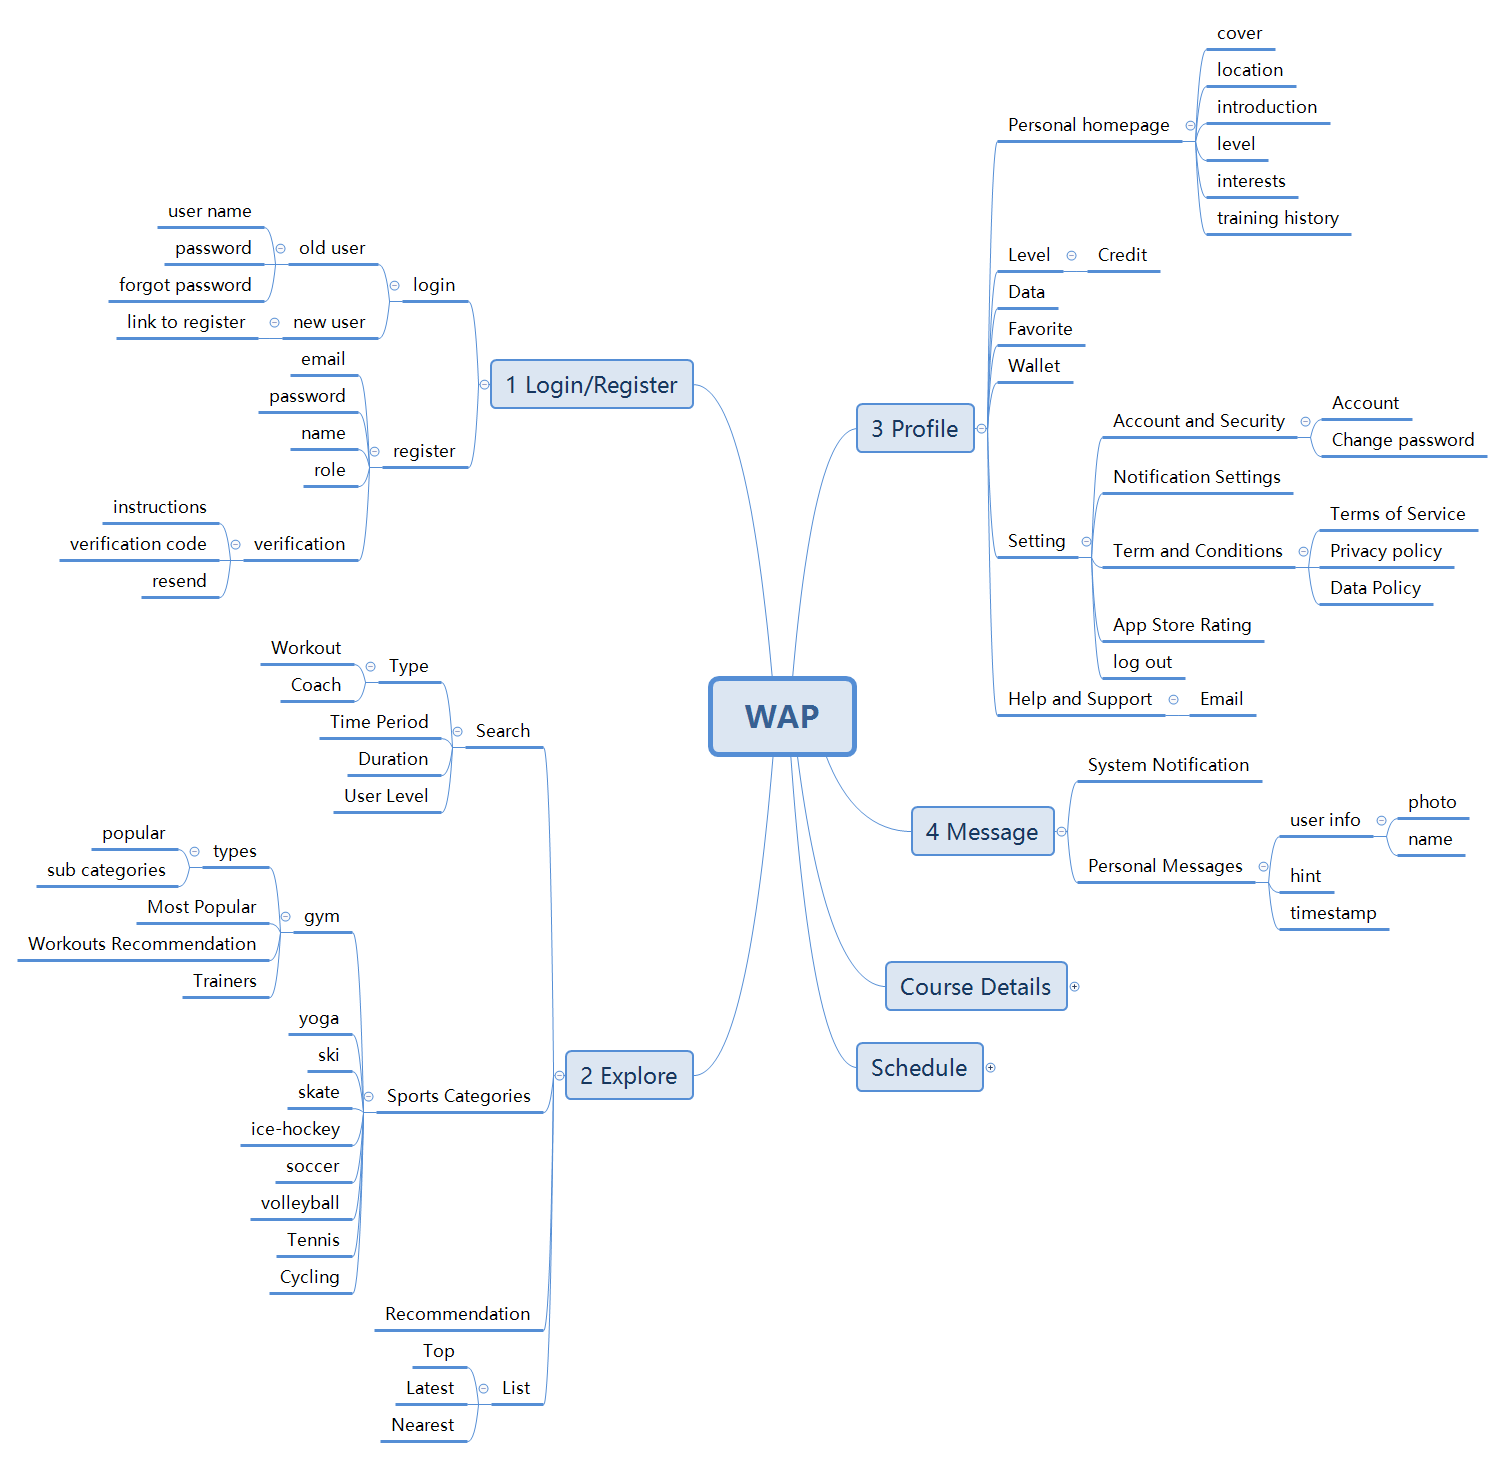 WAP
1 Login/Register
login
old user
user name
password
forgot password
new user
link to register
register
email
password
name
role
verification
instructions
verification code
resend
2 Explore
Search
Type
Workout
Coach
Time Period
Duration
User Level
Sports Categories
gym
types
popular
sub categories
Most Popular
Workouts Recommendation
Trainers
yoga
ski
skate
ice-hockey
soccer
volleyball
Tennis
Cycling
Recommendation
List
Top
Latest
Nearest
3 Profile
Personal homepage
cover
location
introduction
level
interests
training history
Level
Credit
Data
Favorite
Wallet
Setting
Account and Security
Account
Change password
Notification Settings
Term and Conditions
Terms of Service
Privacy policy
Data Policy
App Store Rating
log out
Help and Support
Email
4 Message
System Notification
Personal Messages
user info
photo
name
hint
timestamp
Course Details
Schedule